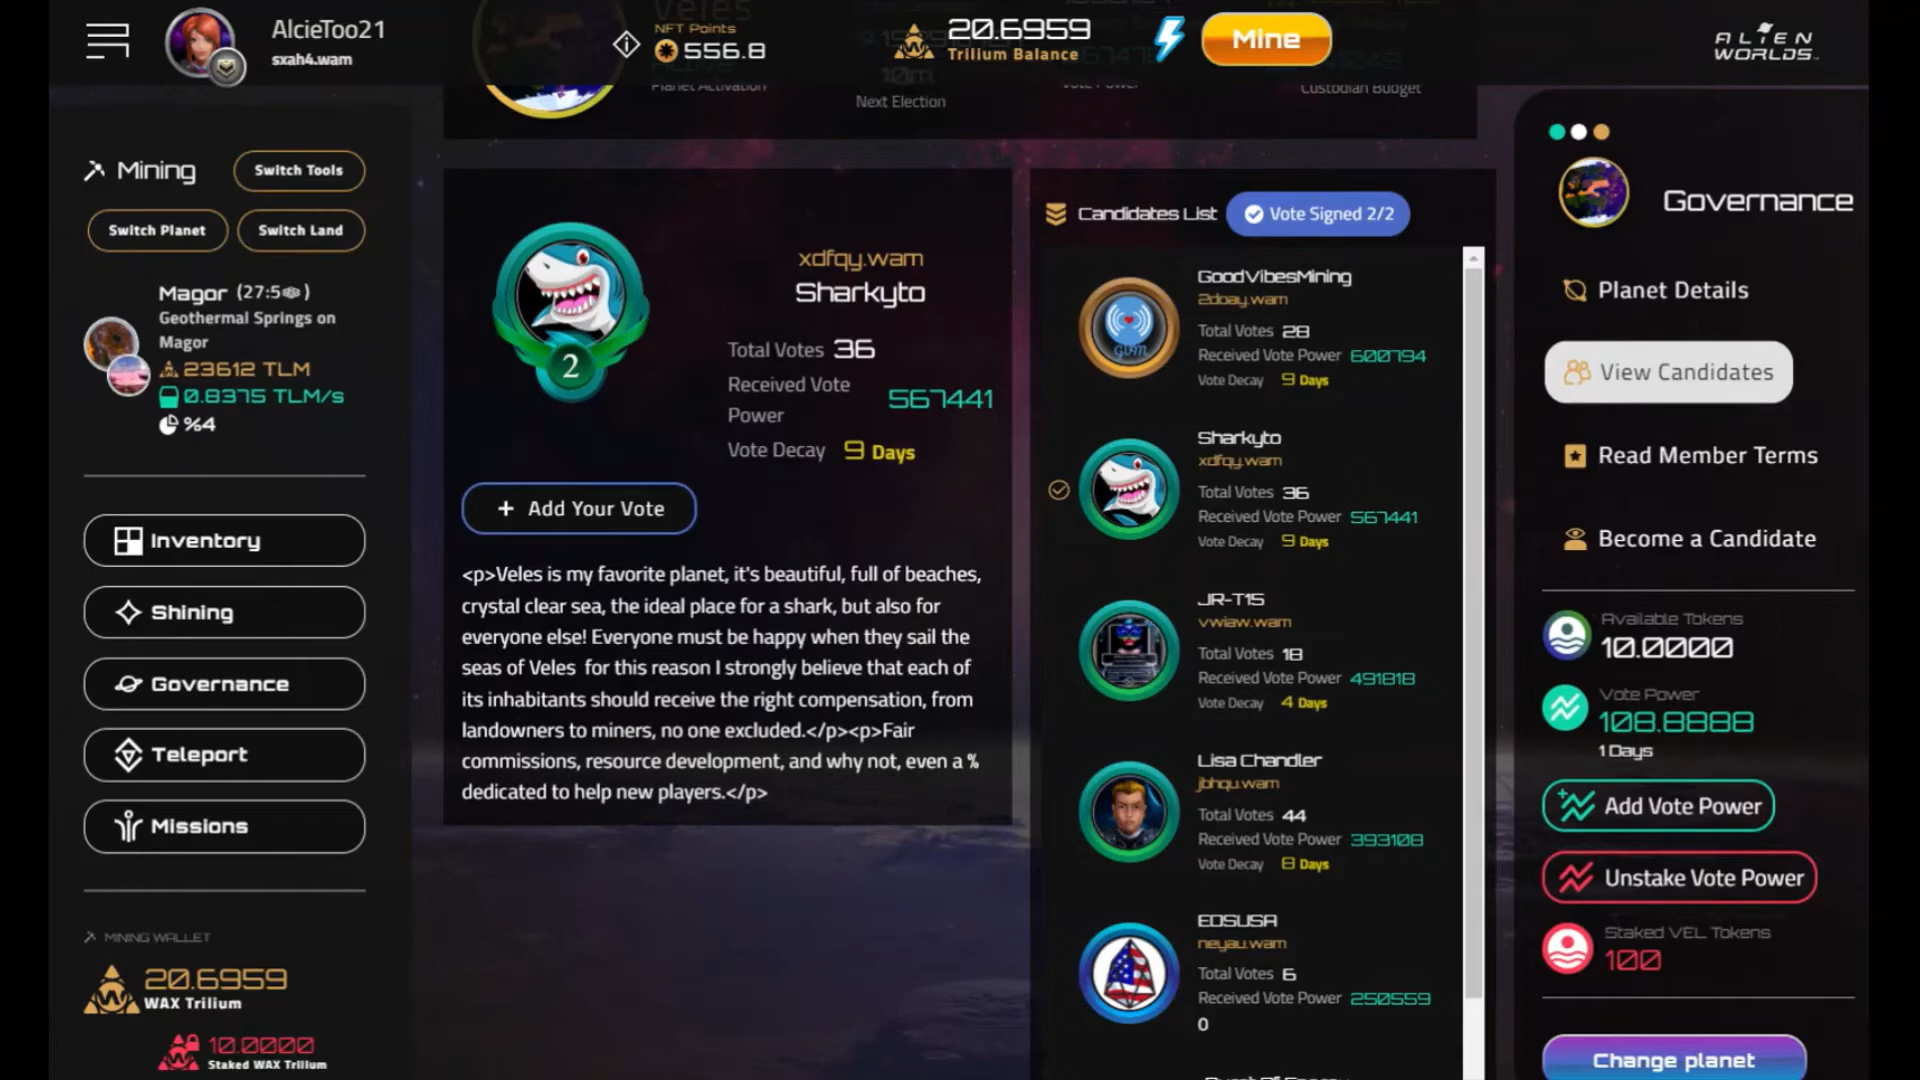 AlcieToo21
sxah4.wam
NFT Points
556.8
20.6959
Trilium Balance
Mine
ALIEN
WORLDS
Veles
Planet Activation
Next Election
Vote Power
Custodian Budget
Mining
Switch Tools
Switch Planet
Switch Land
Magor (27:5)
Geothermal Springs on
Magor
23612 TLM
0.8375 TLM/s
%4
Inventory
Shining
Governance
Teleport
Missions
MINING WALLET
20.6959
WAX Trilium
10.0000
Staked WAX Trilium
2
xdfqy.wam
Sharkyto
Total Votes 36
Received Vote
Power 567441
Vote Decay 9 Days
+ Add Your Vote
<p>Veles is my favorite planet, it's beautiful, full of beaches,
crystal clear sea, the ideal place for a shark, but also for
everyone else! Everyone must be happy when they sail the
seas of Veles for this reason I strongly believe that each of
its inhabitants should receive the right compensation, from
landowners to miners, no one excluded.</p><p>Fair
commissions, resource development, and why not, even a %
dedicated to help new players.</p>
Candidates List
Vote Signed 2/2
GoodVibesMining
2doay.wam
Total Votes 28
Received Vote Power 600794
Vote Decay 9 Days
GVM
Sharkyto
xdfqy.wam
Total Votes 36
Received Vote Power 567441
Vote Decay 9 Days
JR-T15
vwiaw.wam
Total Votes 18
Received Vote Power 491818
Vote Decay 4 Days
Lisa Chandler
jbhqu.wam
Total Votes 44
Received Vote Power 393108
Vote Decay 8 Days
EOSUSA
neyau.wam
Total Votes 6
Received Vote Power 250559
0
Governance
Planet Details
View Candidates
Read Member Terms
Become a Candidate
Available Tokens
10.0000
Vote Power
108.8888
1 Days
Add Vote Power
Unstake Vote Power
Staked VEL Tokens
100
Change planet